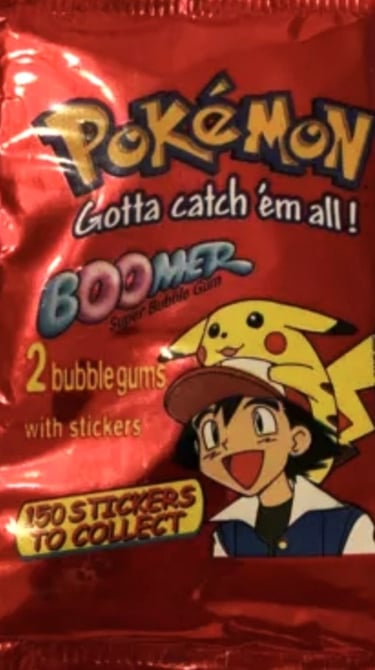 POKéMON
Gotta catch 'em all!
BOOMER
Super Bubble Gum
2 bubblegums
with stickers
150 STICKERS
TO COLLECT